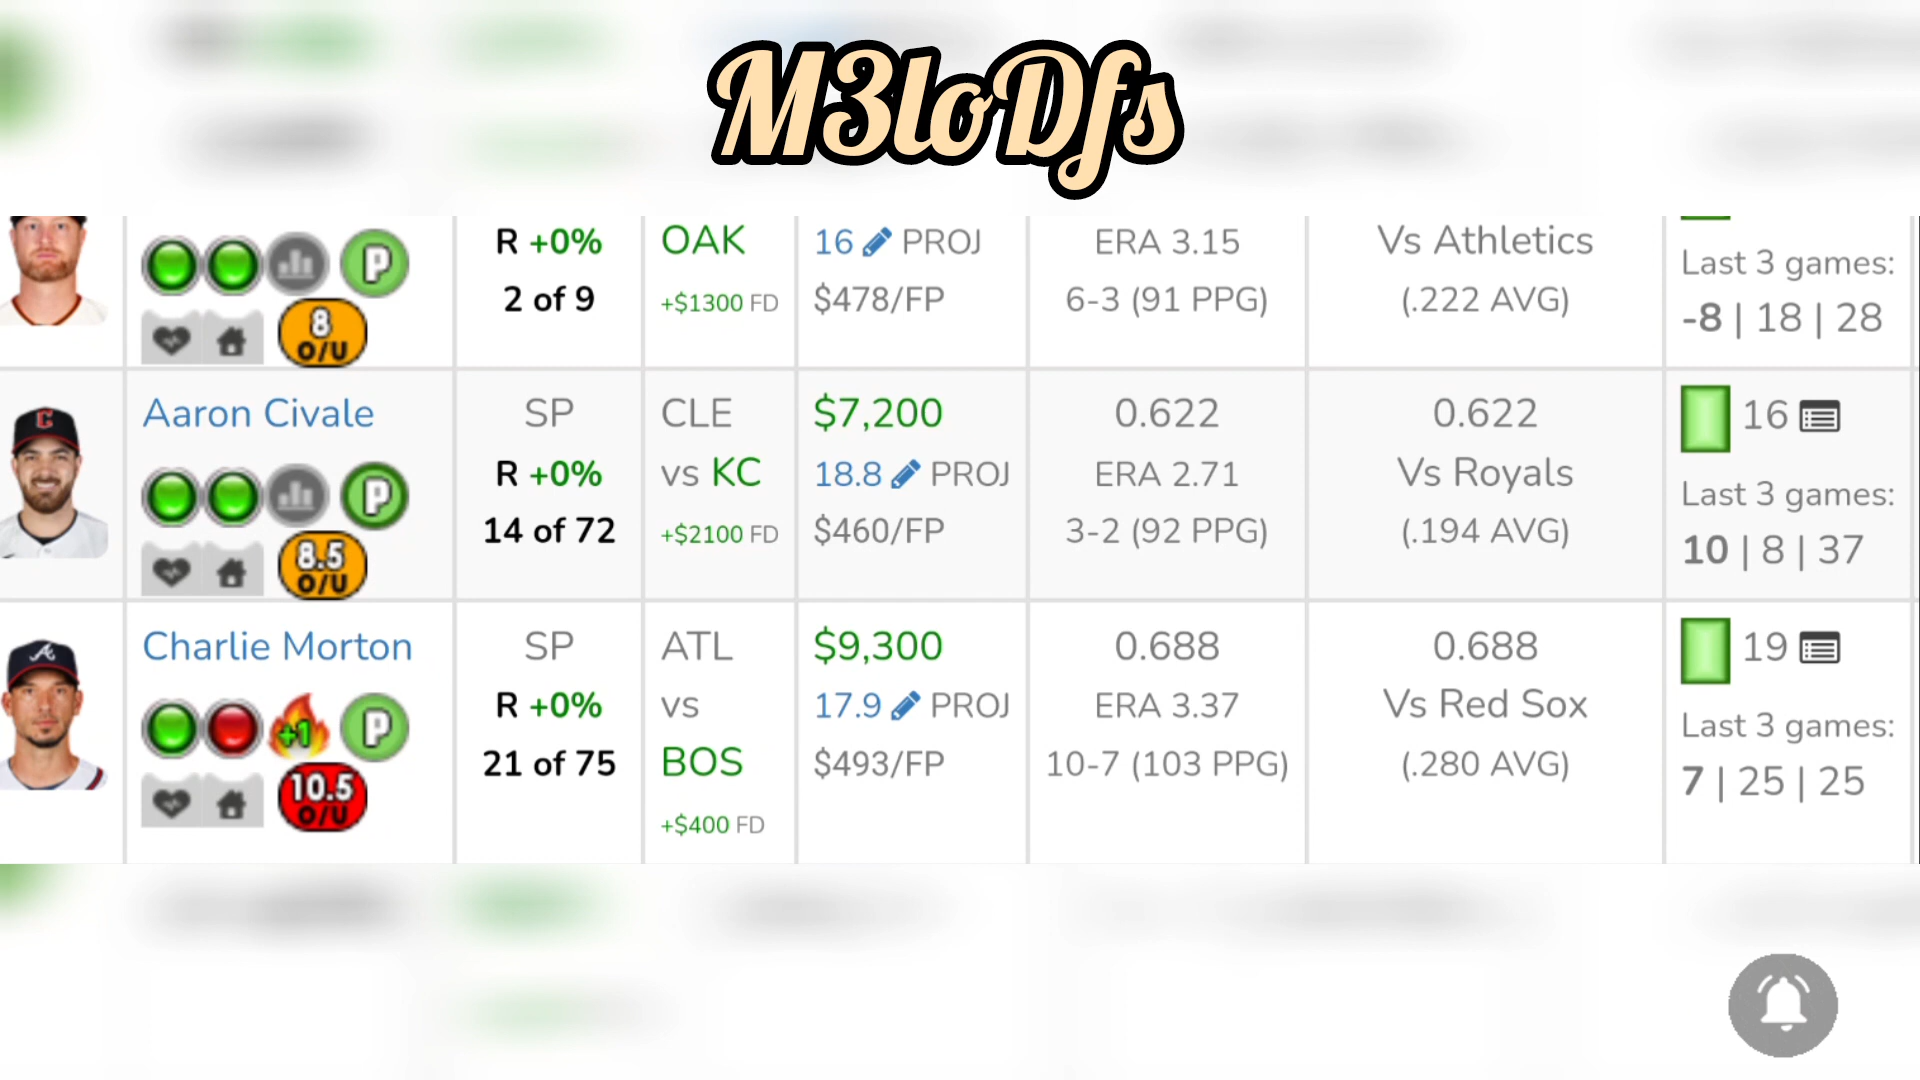 M3loDfs
R +0%
OAK
16 PROJ
ERA 3.15
Vs Athletics
Last 3 games:
2 of 9
+$1300 FD
$478/FP
6-3 (91 PPG)
(.222 AVG)
-8 | 18 | 28
P
8
O/U
Aaron Civale
SP
CLE
$7,200
0.622
0.622
16
R +0%
vs KC
18.8 PROJ
ERA 2.71
Vs Royals
Last 3 games:
14 of 72
+$2100 FD
$460/FP
3-2 (92 PPG)
(.194 AVG)
10 | 8 | 37
C
P
8.5
O/U
Charlie Morton
SP
ATL
$9,300
0.688
0.688
19
R +0%
vs
17.9 PROJ
ERA 3.37
Vs Red Sox
Last 3 games:
21 of 75
BOS
$493/FP
10-7 (103 PPG)
(.280 AVG)
7 | 25 | 25
+$400 FD
A
+1
P
10.5
O/U